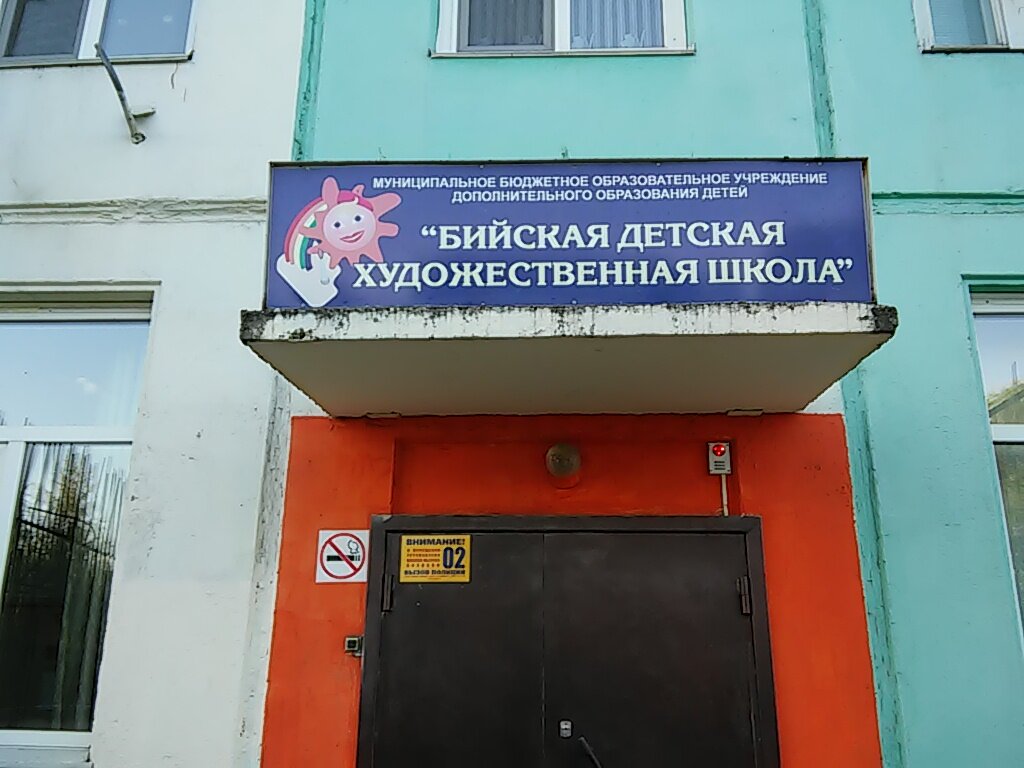 МУНИЦИПАЛЬНОЕ БЮДЖЕТНОЕ ОБРАЗОВАТЕЛЬНОЕ УЧРЕЖДЕНИЕ
ДОПОЛНИТЕЛЬНОГО ОБРАЗОВАНИЯ ДЕТЕЙ
“БИЙСКАЯ ДЕТСКАЯ
ХУДОЖЕСТВЕННАЯ ШКОЛА”
ВНИМАНИЕ!
02
ВЫЗОВ ПОЛИЦИИ